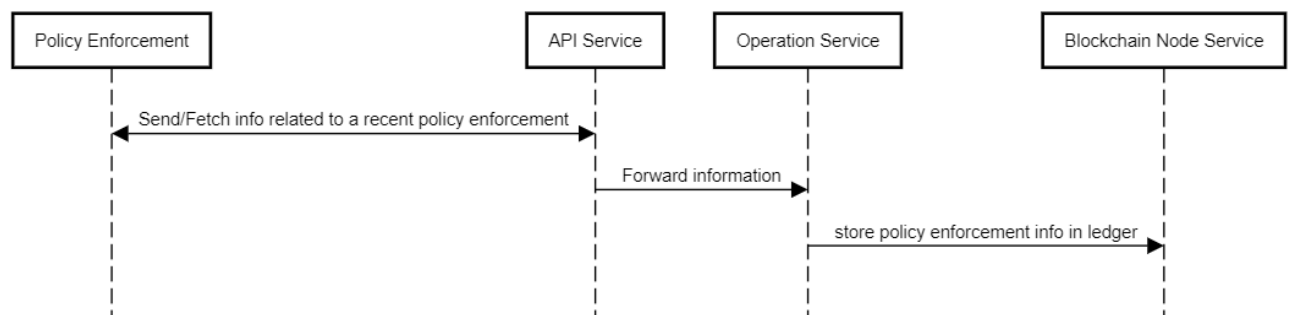 Policy Enforcement
API Service
Operation Service
Blockchain Node Service
Send/Fetch info related to a recent policy enforcement
Forward information
store policy enforcement info in ledger